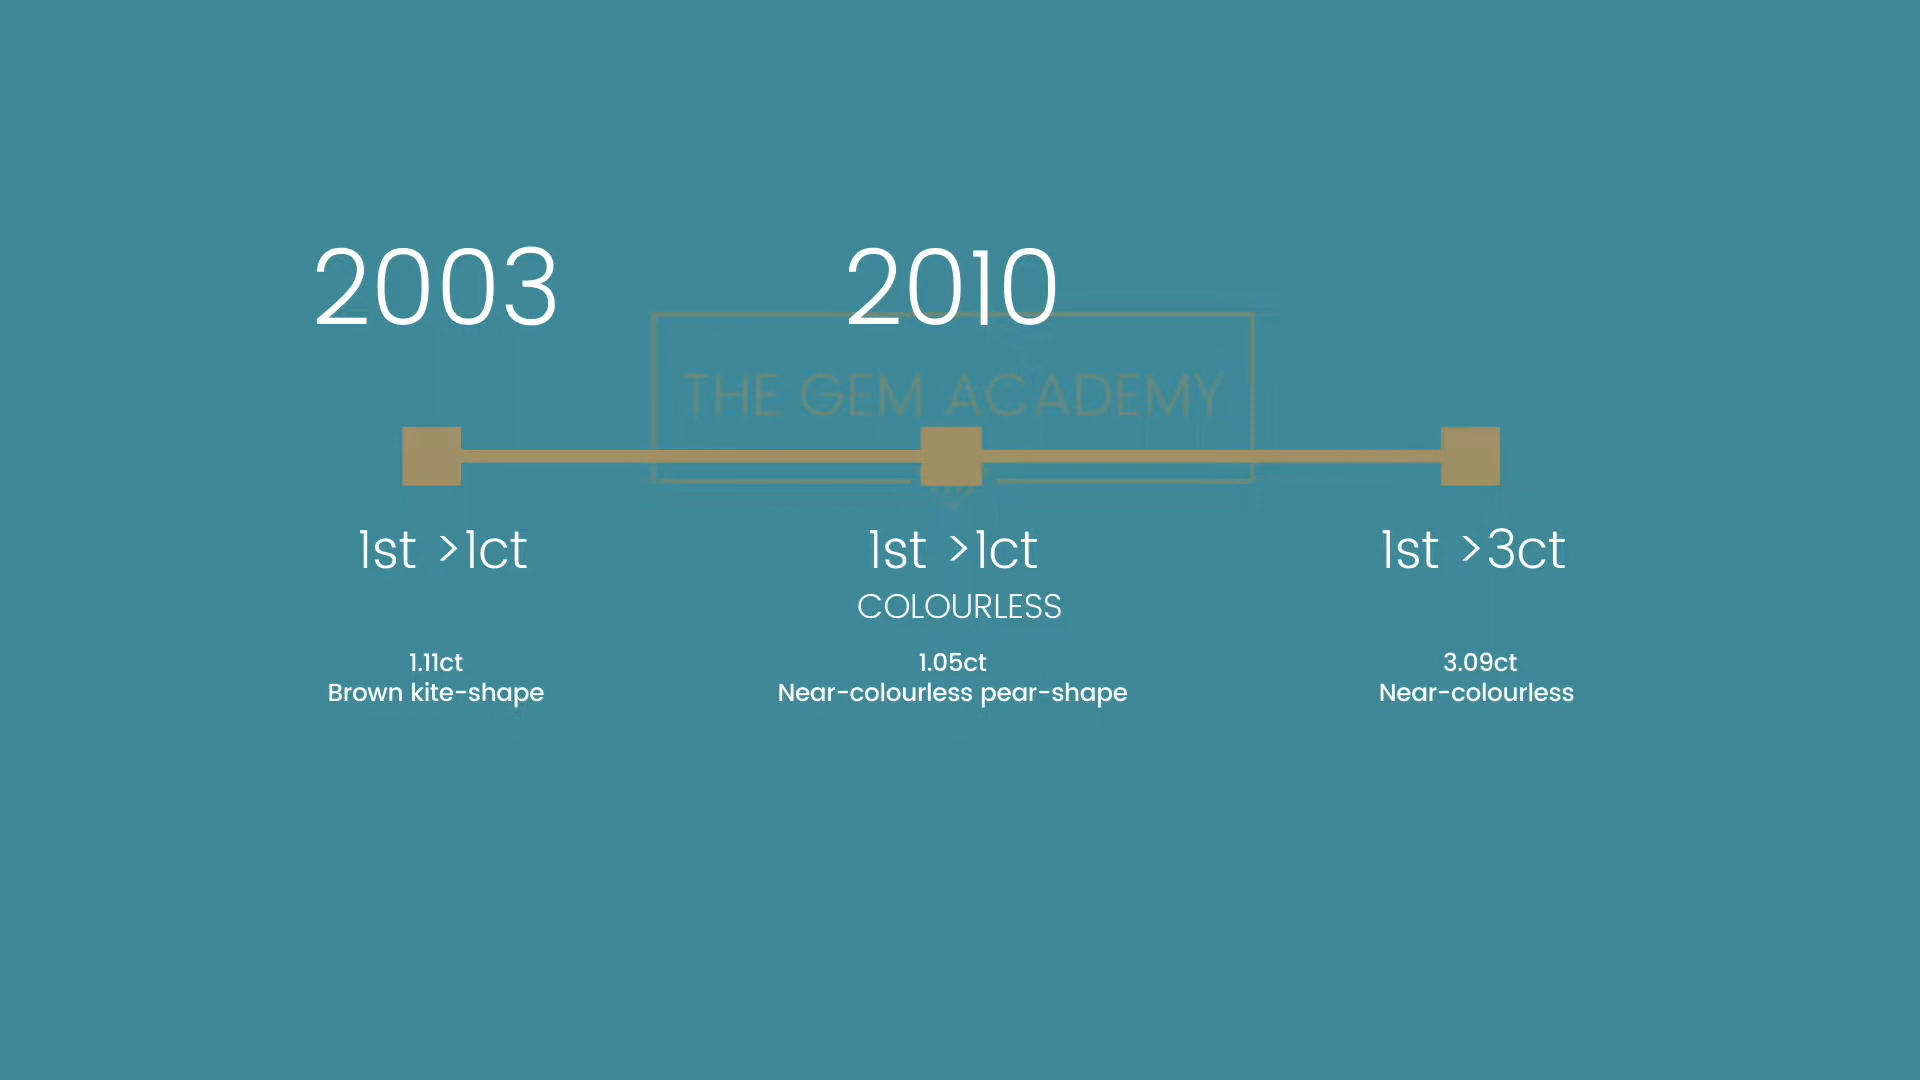 2003
2010
THE GEM ACADEMY
1st >1ct
1st >1ct
1st >3ct
COLOURLESS
1.11ct
Brown kite-shape
1.05ct
Near-colourless pear-shape
3.09ct
Near-colourless